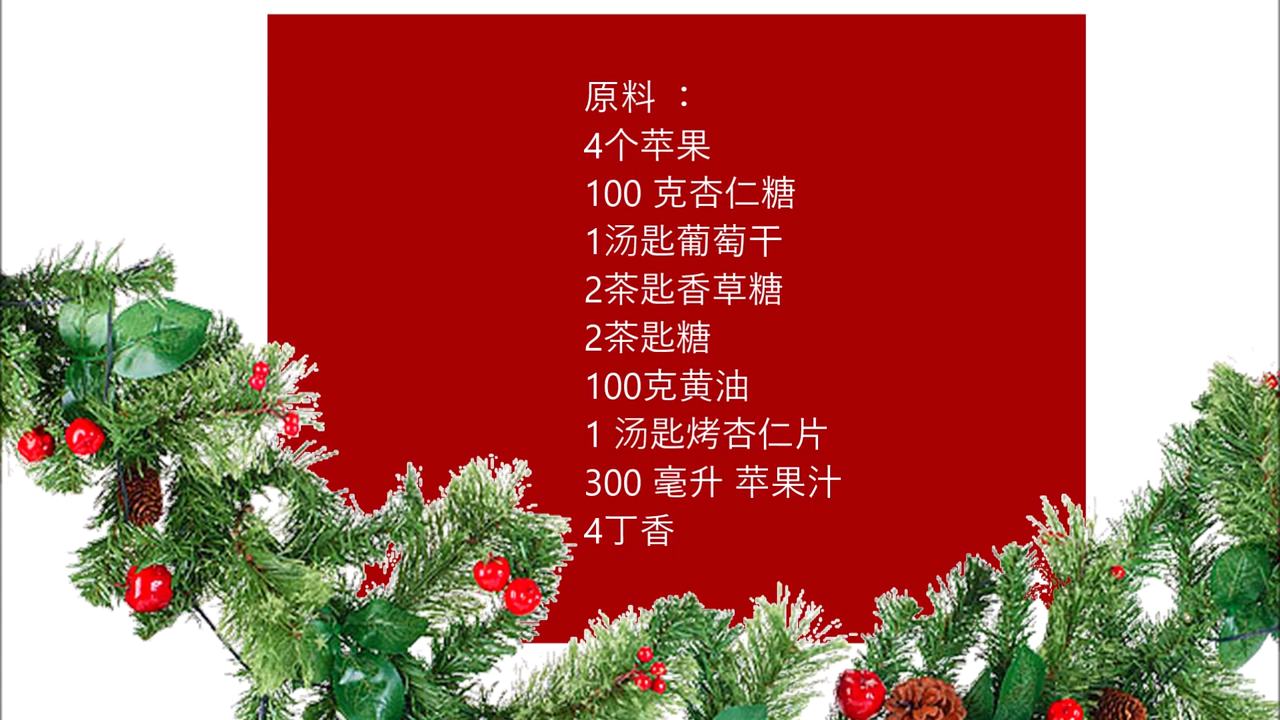 原料 ：
4个苹果
100 克杏仁糖
1汤匙葡萄干
2茶匙香草糖
2茶匙糖
100克黄油
1 汤匙烤杏仁片
300 毫升 苹果汁
4丁香